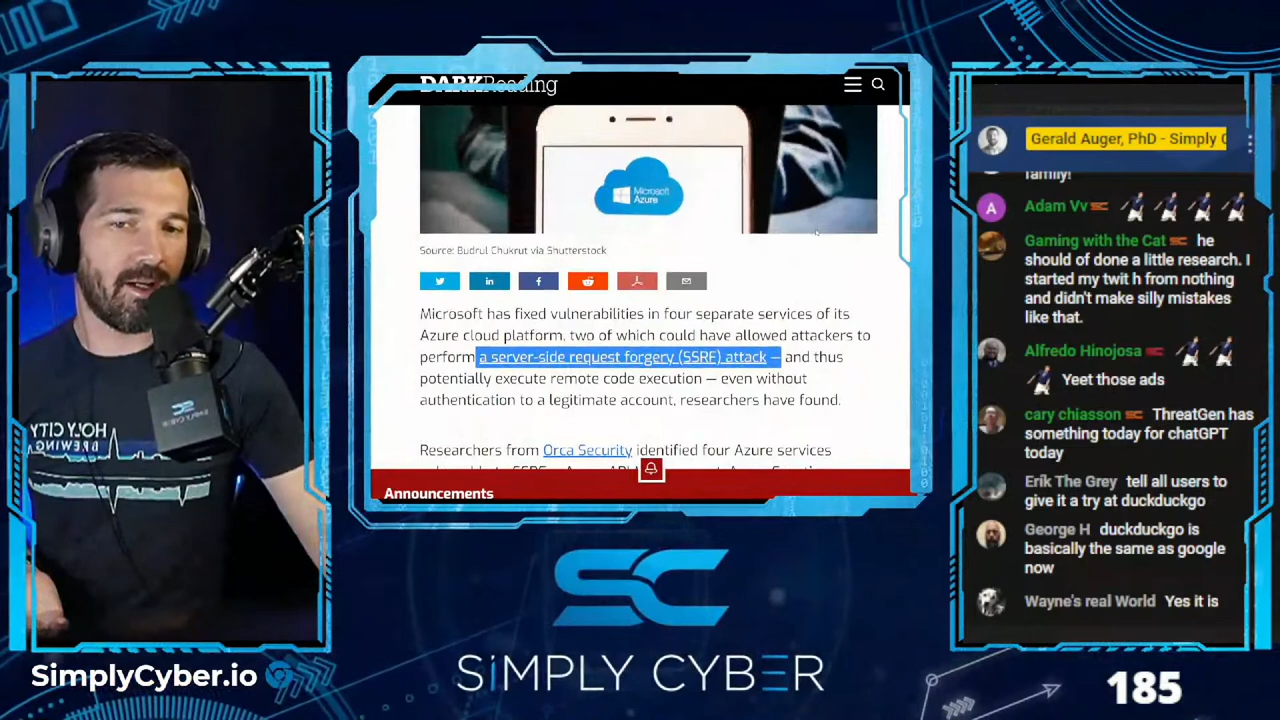 DARKReading
Microsoft
Azure
Source: Budrul Chukrut via Shutterstock
Microsoft has fixed vulnerabilities in four separate services of its
Azure cloud platform, two of which could have allowed attackers to
perform a server-side request forgery (SSRF) attack — and thus
potentially execute remote code execution — even without
authentication to a legitimate account, researchers have found.
Researchers from Orca Security identified four Azure services
Announcements
HOLY CITY
BREWING
SC
SIMPLY CYBER
SimplyCyber.io
SIMPLY CYBER
Gerald Auger, PhD - Simply C
family!
Adam Vv
Gaming with the Cat he
should of done a little research. I
started my twit h from nothing
and didn't make silly mistakes
like that.
Alfredo Hinojosa
Yeet those ads
cary chiasson ThreatGen has
something today for chatGPT
today
Erik The Grey tell all users to
give it a try at duckduckgo
George H duckduckgo is
basically the same as google
now
Wayne's real World Yes it is
185